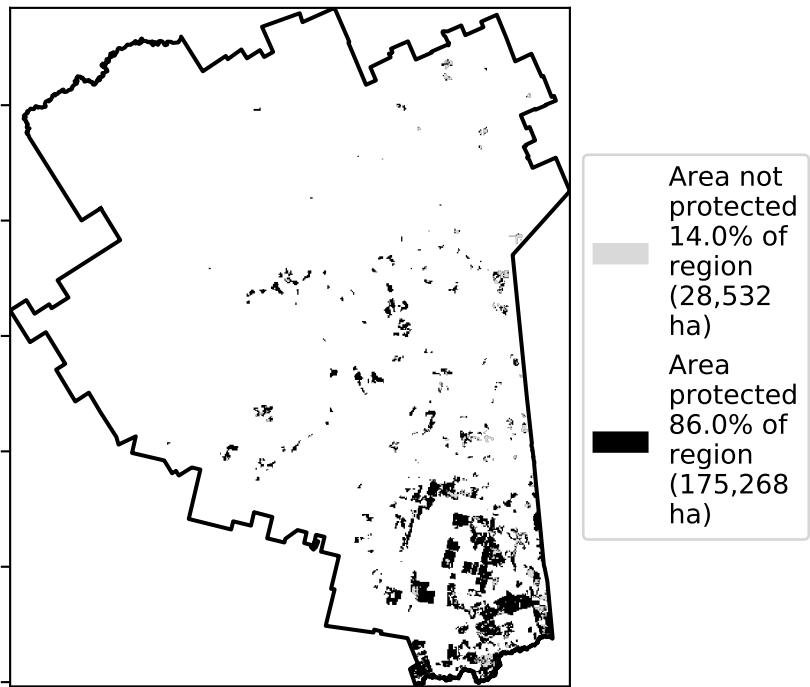 Area not
protected
14.0% of
region
(28,532
ha)
Area
protected
86.0% of
region
(175,268
ha)